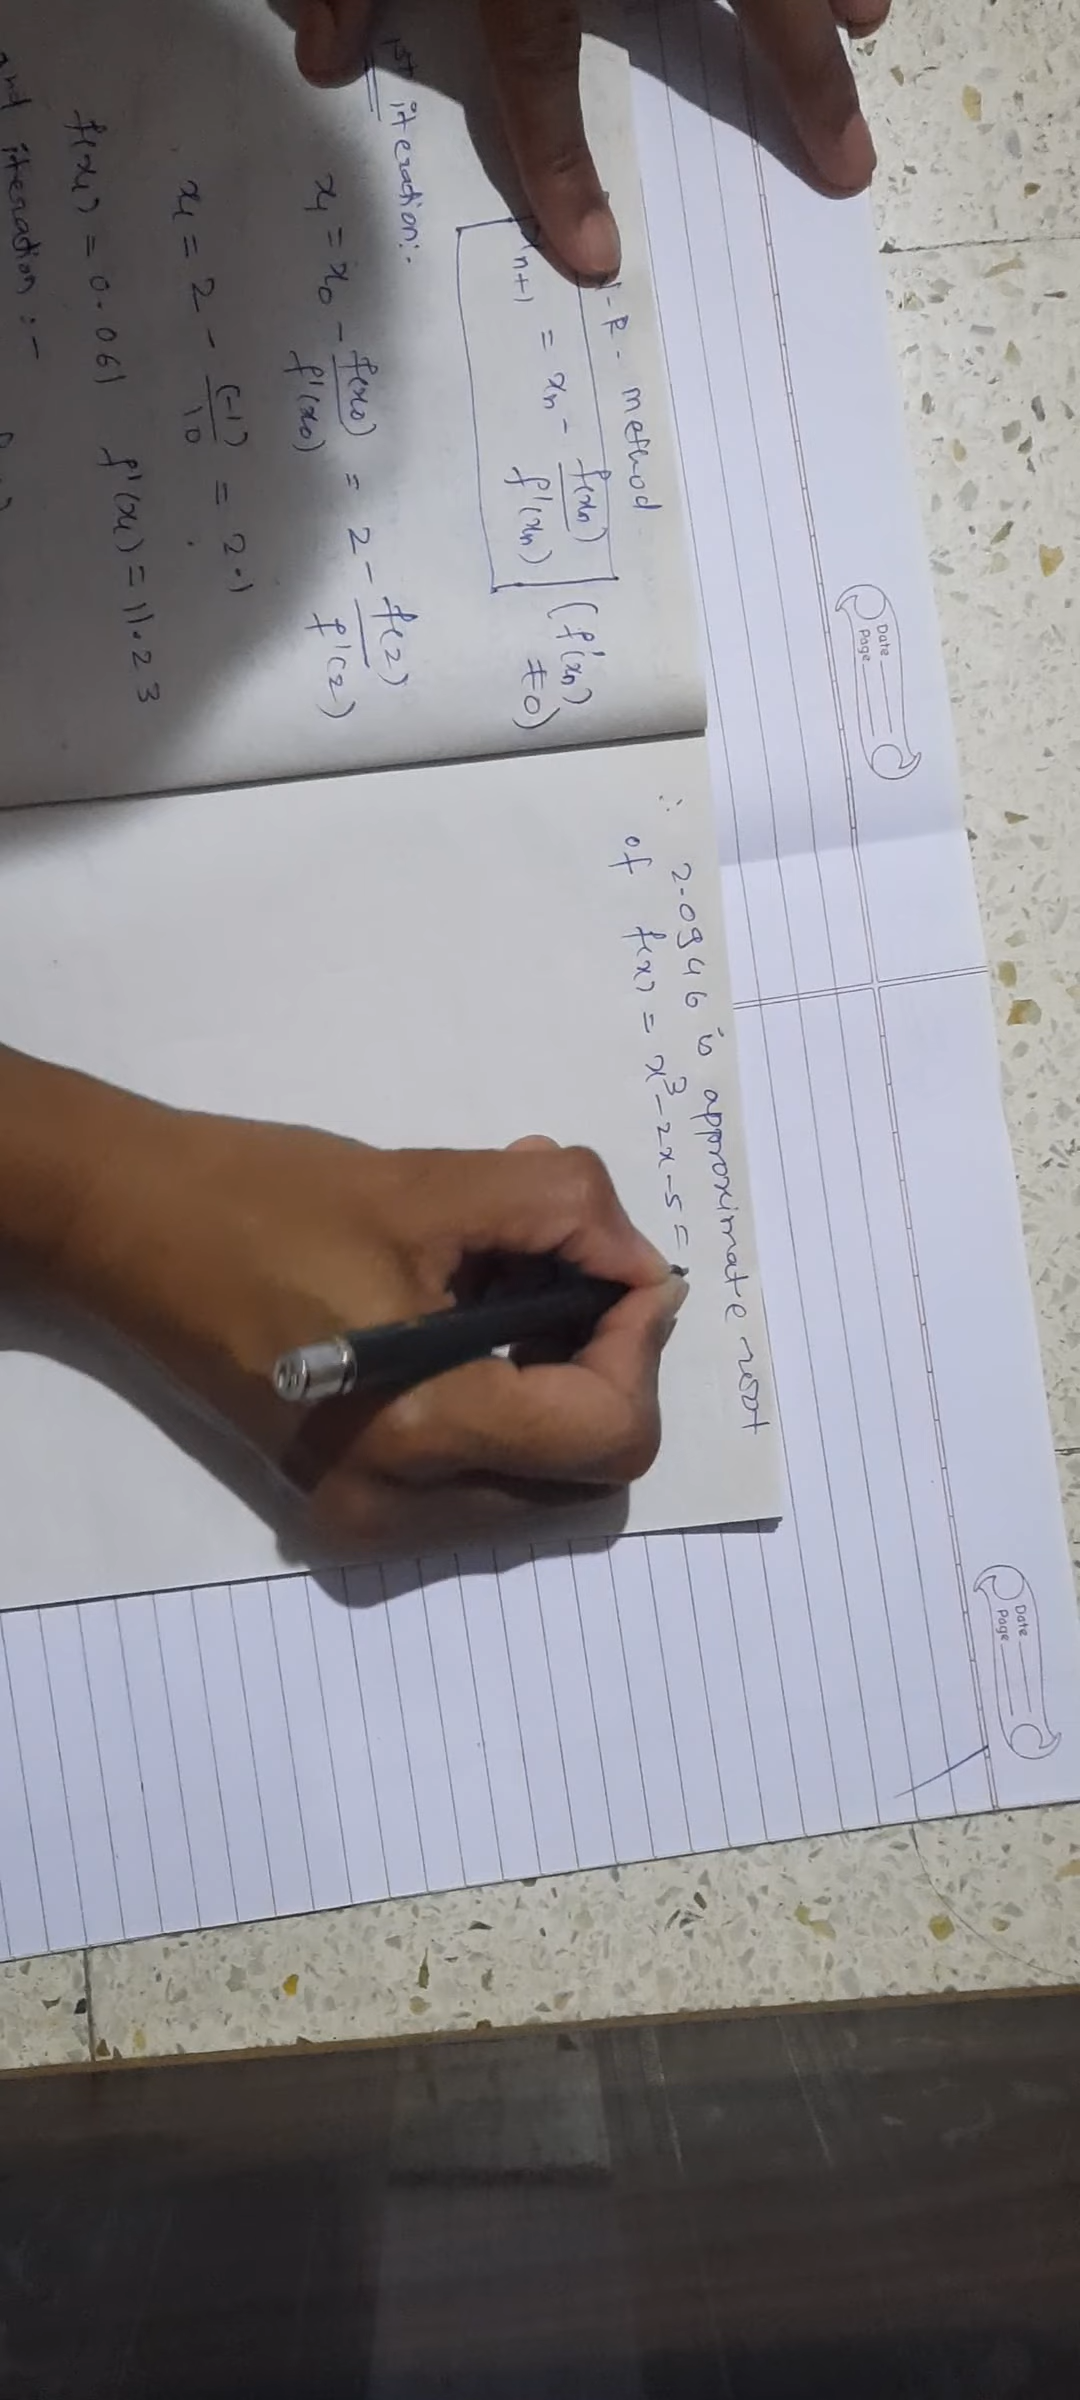 N-R- method
x n+1 = xn - f(xn) / f'(xn) (f'(xn) ≠ 0)
1st iteration:-
x1 = x0 - f(x0) / f'(x0) = 2 - f(2) / f'(2)
x1 = 2 - (-1) / 10 = 2.1
f(x1) = 0.061 f'(x1) = 11.23
iteration :-
∴ 2.0946 is approximate root
of f(x) = x³ - 2x - 5 =
Date
Page
Date
Page